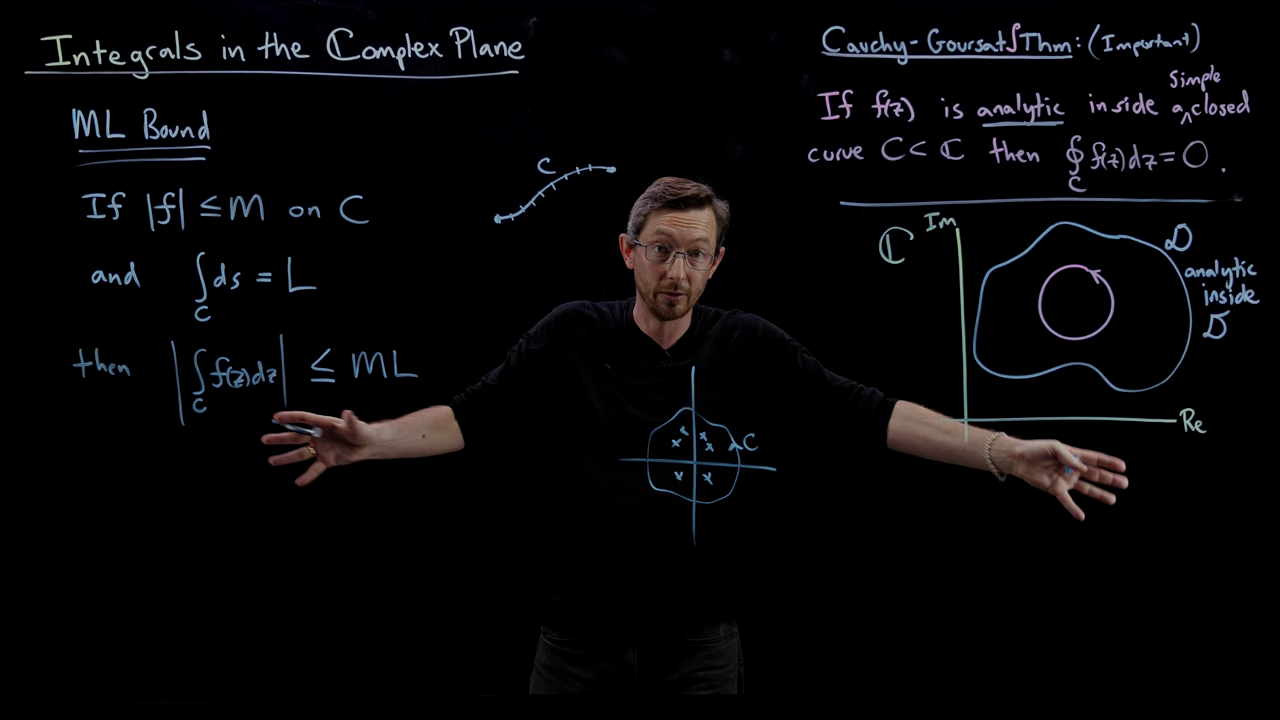 Integrals in the ℂomplex Plane
ML Bound
If |f| ≤ M on C
and ∫_C ds = L
then |∫_C f(z)dz| ≤ ML
C
C
Cauchy-Goursat ∫ Thm: (Important)
If f(z) is analytic inside a simple closed
curve C < ℂ then ∮_C f(z)dz = 0.
ℂ
Im
D
analytic
inside
D
Re